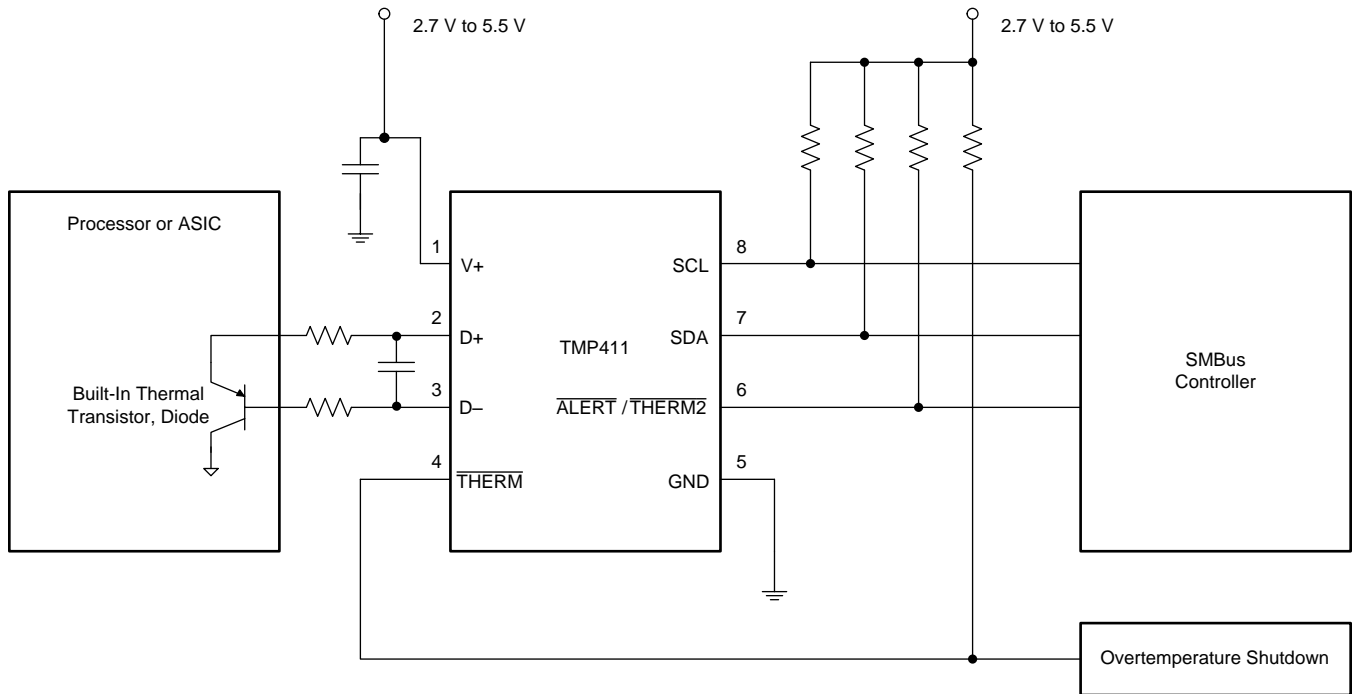 2.7 V to 5.5 V
2.7 V to 5.5 V
Processor or ASIC
Built-In Thermal
Transistor, Diode
1
V+
2
D+
3
D–
4
THERM
TMP411
8
SCL
7
SDA
6
ALERT / THERM2
5
GND
SMBus
Controller
Overtemperature Shutdown